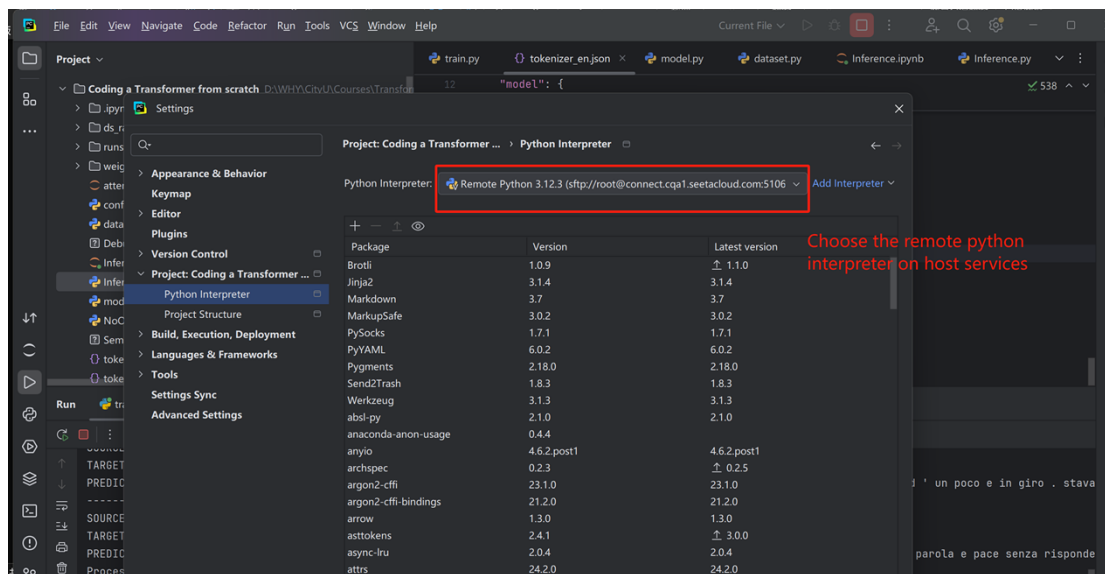 File Edit View Navigate Code Refactor Run Tools VCS Window Help
Current File
Project
train.py
tokenizer_en.json
model.py
dataset.py
Inference.ipynb
Inference.py
Coding a Transformer from scratch D:\WHY\CityU\Courses\Transfor
12 "model": {
538
Settings
runs
Project: Coding a Transformer ... › Python Interpreter
Python Interpreter: Remote Python 3.12.3 (sftp://root@connect.cqa1.seetacloud.com:5106
Add Interpreter
Appearance & Behavior
Keymap
Editor
Plugins
Version Control
Project: Coding a Transformer ...
Python Interpreter
Project Structure
Build, Execution, Deployment
Languages & Frameworks
Tools
Settings Sync
Advanced Settings
Choose the remote python
interpreter on host services
Package Version Latest version
Brotli 1.0.9 1.1.0
Jinja2 3.1.4 3.1.4
Markdown 3.7 3.7
MarkupSafe 3.0.2 3.0.2
PySocks 1.7.1 1.7.1
PyYAML 6.0.2 6.0.2
Pygments 2.18.0 2.18.0
Send2Trash 1.8.3 1.8.3
Werkzeug 3.1.3 3.1.3
absl-py 2.1.0 2.1.0
anaconda-anon-usage 0.4.4
anyio 4.6.2.post1 4.6.2.post1
archspec 0.2.3 0.2.5
argon2-cffi 23.1.0 23.1.0
argon2-cffi-bindings 21.2.0 21.2.0
arrow 1.3.0 1.3.0
asttokens 2.4.1 3.0.0
async-lru 2.0.4 2.0.4
attrs 24.2.0 24.2.0
Run
TARGET
PREDIC
' un poco e in giro . stava
------
SOURCE
TARGET
PREDIC
parola e pace senza risponde
Proces